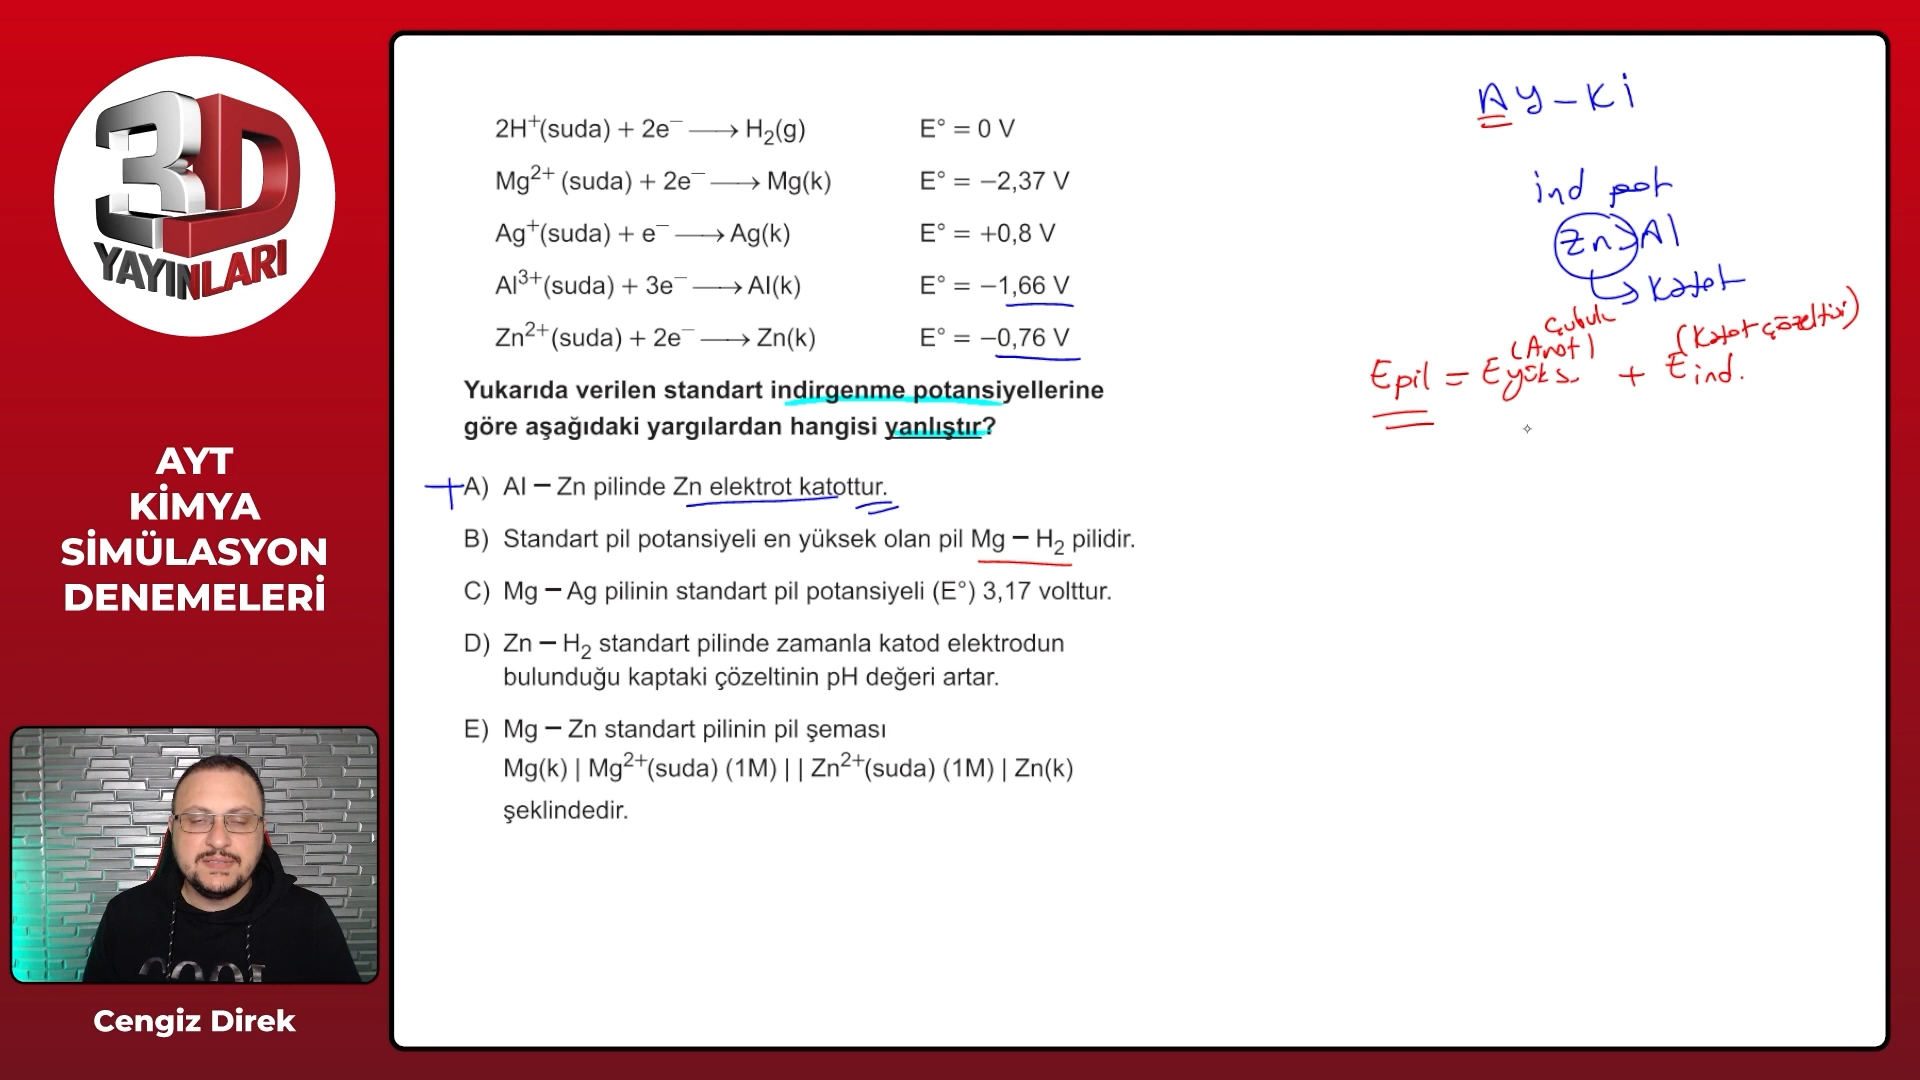 3D
YAYINLARI
AYT
KİMYA
SİMÜLASYON
DENEMELERİ
Cengiz Direk
2H⁺(suda) + 2e⁻ ⟶ H₂(g) E° = 0 V
Mg²⁺ (suda) + 2e⁻ ⟶ Mg(k) E° = −2,37 V
Ag⁺(suda) + e⁻ ⟶ Ag(k) E° = +0,8 V
Al³⁺(suda) + 3e⁻ ⟶ Al(k) E° = −1,66 V
Zn²⁺(suda) + 2e⁻ ⟶ Zn(k) E° = −0,76 V
Yukarıda verilen standart indirgenme potansiyellerine
göre aşağıdaki yargılardan hangisi yanlıştır?
A) Al − Zn pilinde Zn elektrot katottur.
B) Standart pil potansiyeli en yüksek olan pil Mg − H₂ pilidir.
C) Mg − Ag pilinin standart pil potansiyeli (E°) 3,17 volttur.
D) Zn − H₂ standart pilinde zamanla katod elektrodun
bulunduğu kaptaki çözeltinin pH değeri artar.
E) Mg − Zn standart pilinin pil şeması
Mg(k) | Mg²⁺(suda) (1M) | | Zn²⁺(suda) (1M) | Zn(k)
şeklindedir.
AY-Kİ
ind pot
Zn > Al
Katot
Çubuk
(Anot) (Katot çözeltisi)
Epil = Eyüks. + Eind.